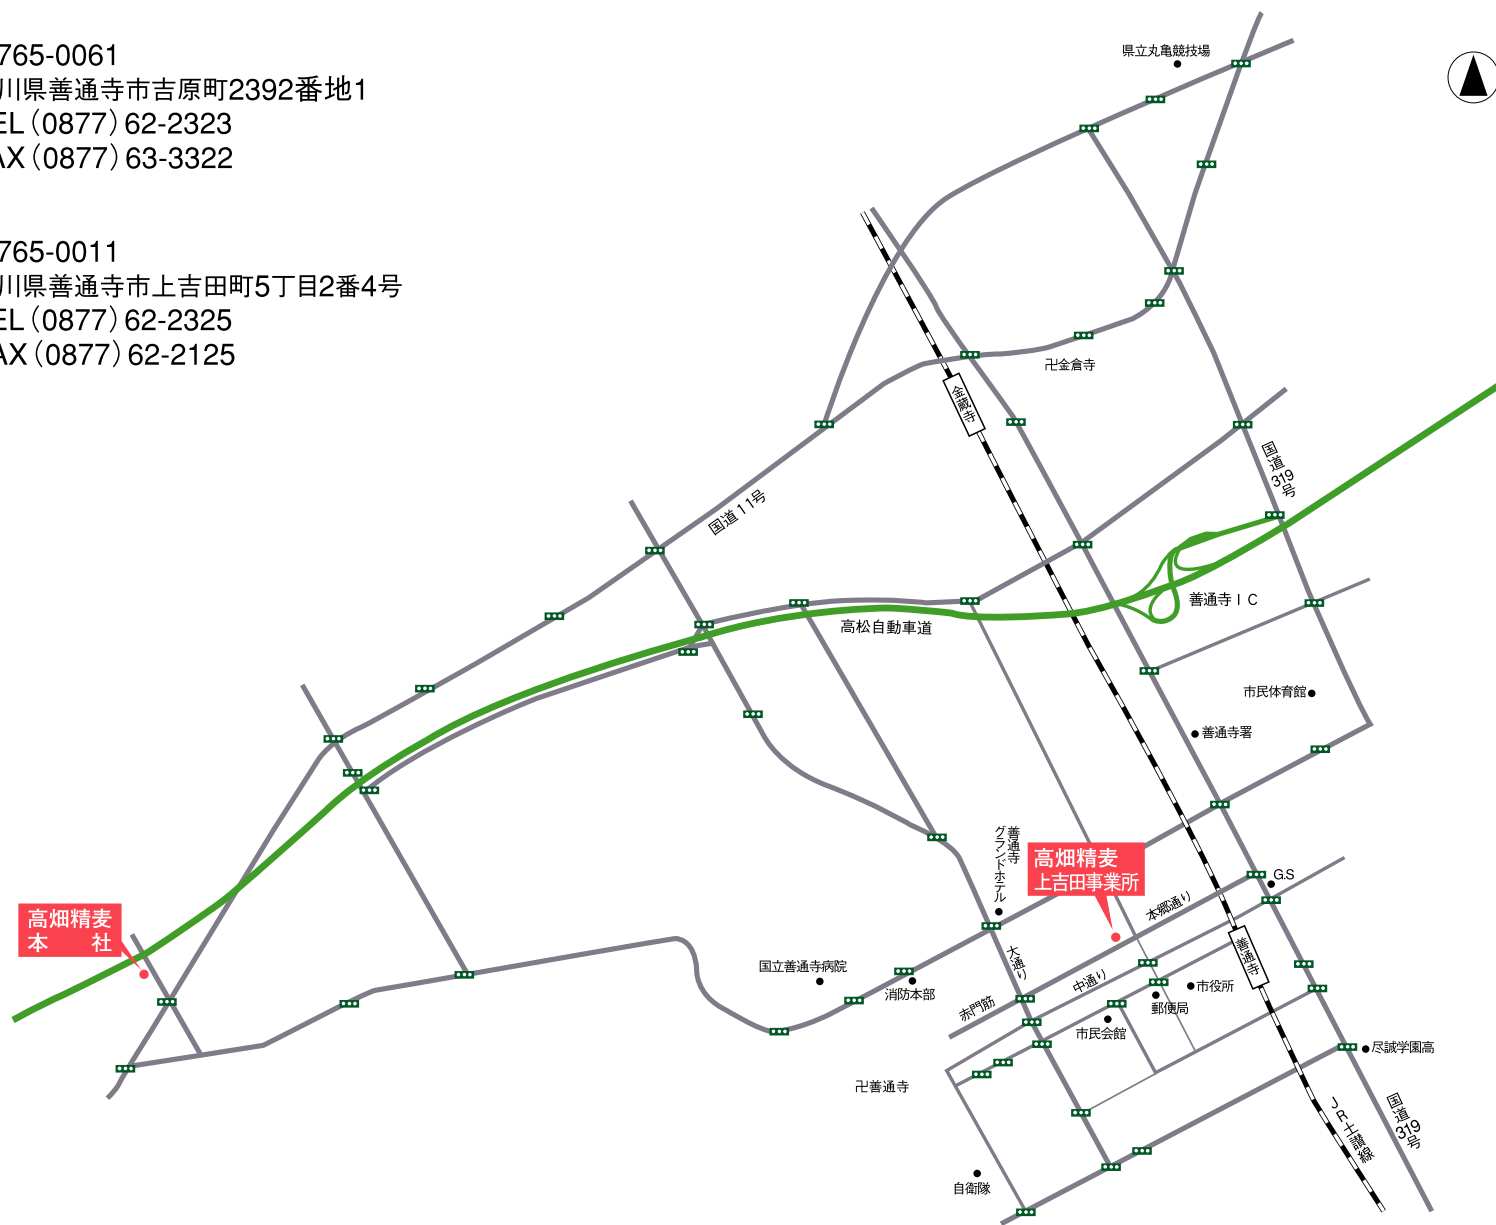 765-0061
川県善通寺市吉原町2392番地1
EL（0877）62-2323
AX（0877）63-3322
765-0011
川県善通寺市上吉田町5丁目2番4号
EL（0877）62-2325
AX（0877）62-2125
県立丸亀競技場
卍金倉寺
金蔵寺
国道319号
国道11号
善通寺IC
高松自動車道
市民体育館
善通寺署
善通寺
グランドホテル
高畑精麦
上吉田事業所
G.S
本郷通り
高畑精麦
本　社
大通り
善通寺
国立善通寺病院
消防本部
中通り
市役所
赤門筋
郵便局
市民会館
尽誠学園高
卍善通寺
JR土讃線
国道319号
自衛隊